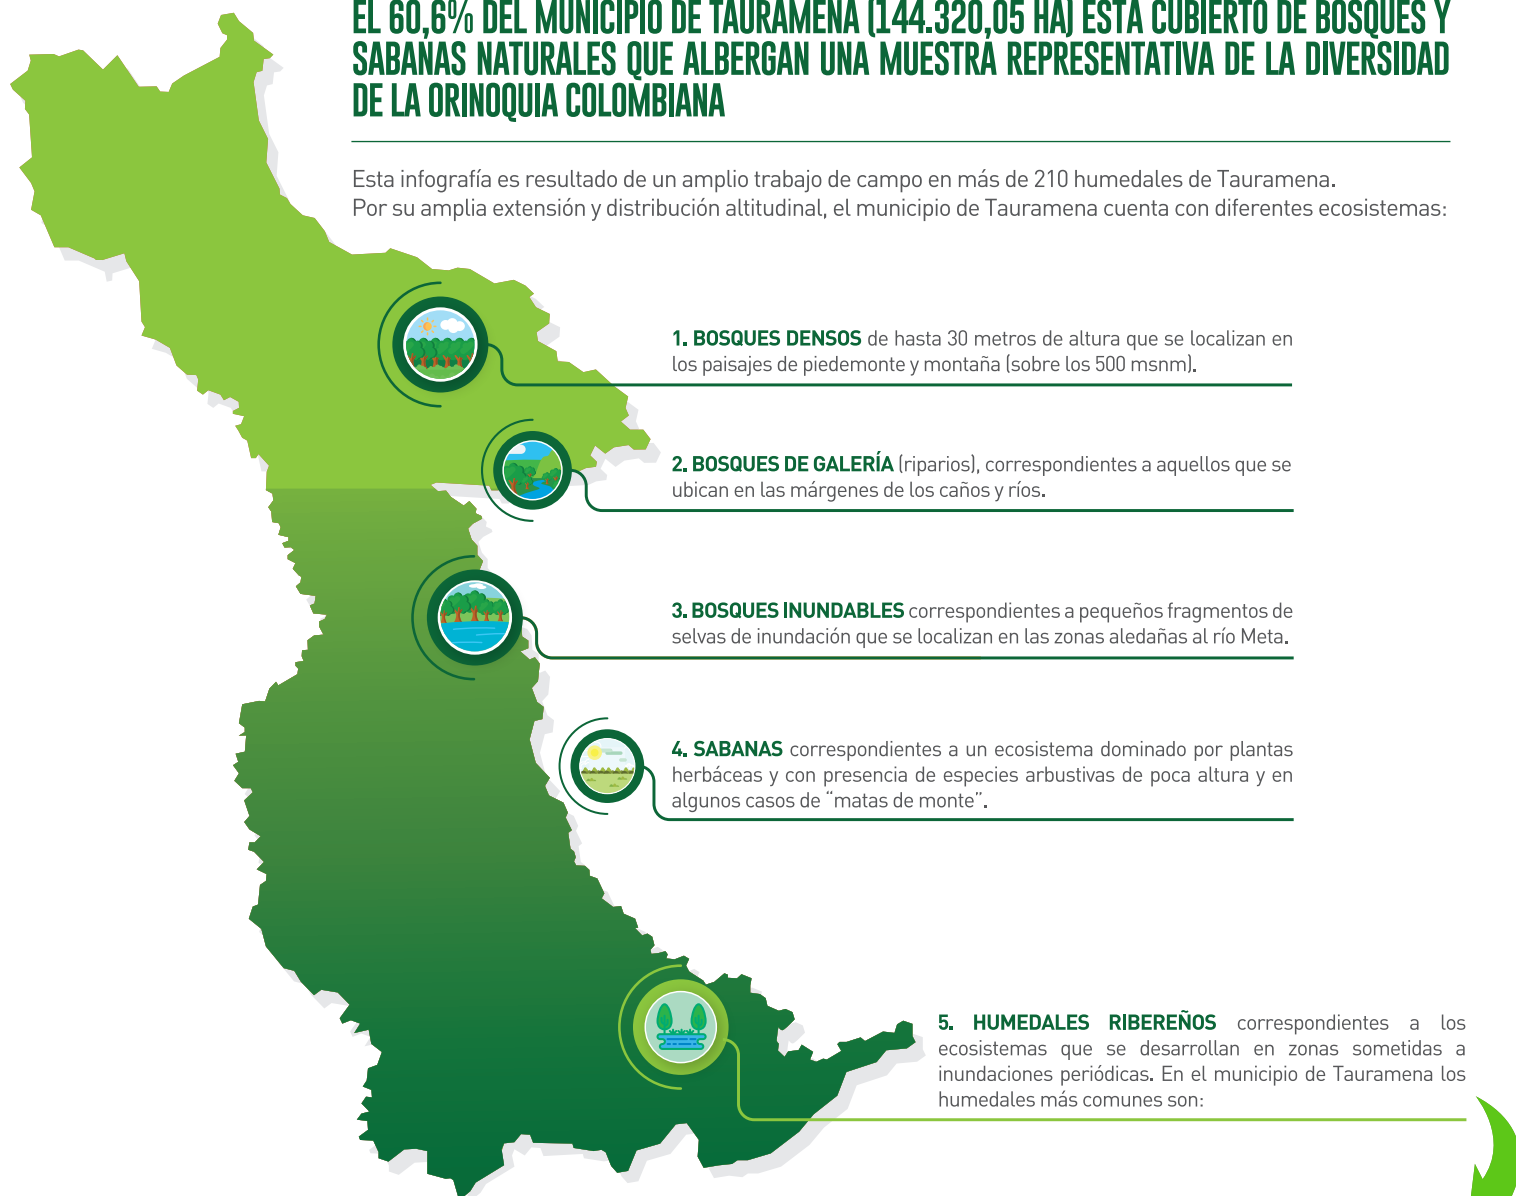 EL 60,6% DEL MUNICIPIO DE TAURAMENA (144.320,05 HA) ESTÁ CUBIERTO DE BOSQUES Y
SABANAS NATURALES QUE ALBERGAN UNA MUESTRA REPRESENTATIVA DE LA DIVERSIDAD
DE LA ORINOQUIA COLOMBIANA
Esta infografía es resultado de un amplio trabajo de campo en más de 210 humedales de Tauramena.
Por su amplia extensión y distribución altitudinal, el municipio de Tauramena cuenta con diferentes ecosistemas:
1. BOSQUES DENSOS de hasta 30 metros de altura que se localizan en
los paisajes de piedemonte y montaña (sobre los 500 msnm).
2. BOSQUES DE GALERÍA (riparios), correspondientes a aquellos que se
ubican en las márgenes de los caños y ríos.
3. BOSQUES INUNDABLES correspondientes a pequeños fragmentos de
selvas de inundación que se localizan en las zonas aledañas al río Meta.
4. SABANAS correspondientes a un ecosistema dominado por plantas
herbáceas y con presencia de especies arbustivas de poca altura y en
algunos casos de “matas de monte”.
5. HUMEDALES RIBEREÑOS correspondientes a los
ecosistemas que se desarrollan en zonas sometidas a
inundaciones periódicas. En el municipio de Tauramena los
humedales más comunes son: